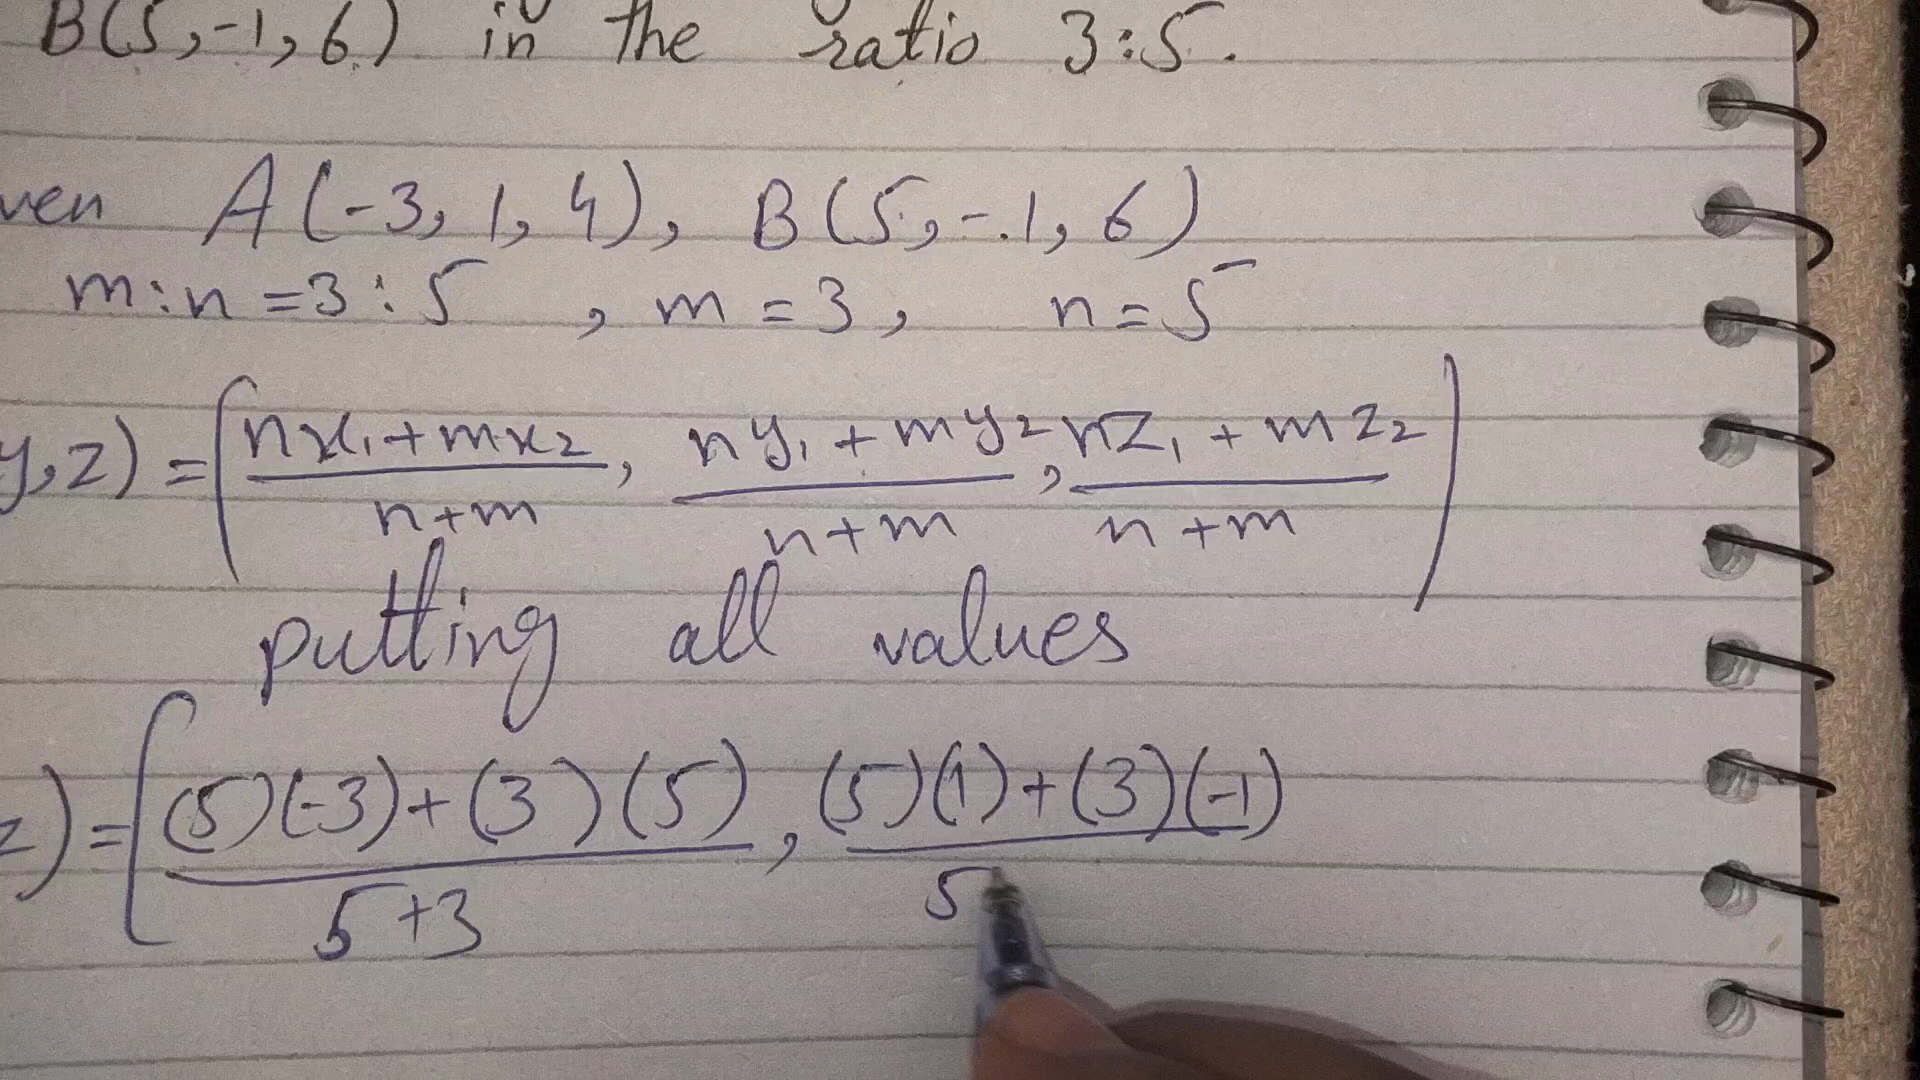 B(5,-1,6) in the ratio 3:5.
ven A(-3, 1, 4), B(5, -1, 6)
m:n=3:5 , m=3, n=5
y,z) = (nx₁+mx₂/n+m, ny₁+my₂/n+m, nz₁+mz₂/n+m)
putting all values
z)=((5)(-3)+(3)(5)/5+3, (5)(1)+(3)(-1)/5